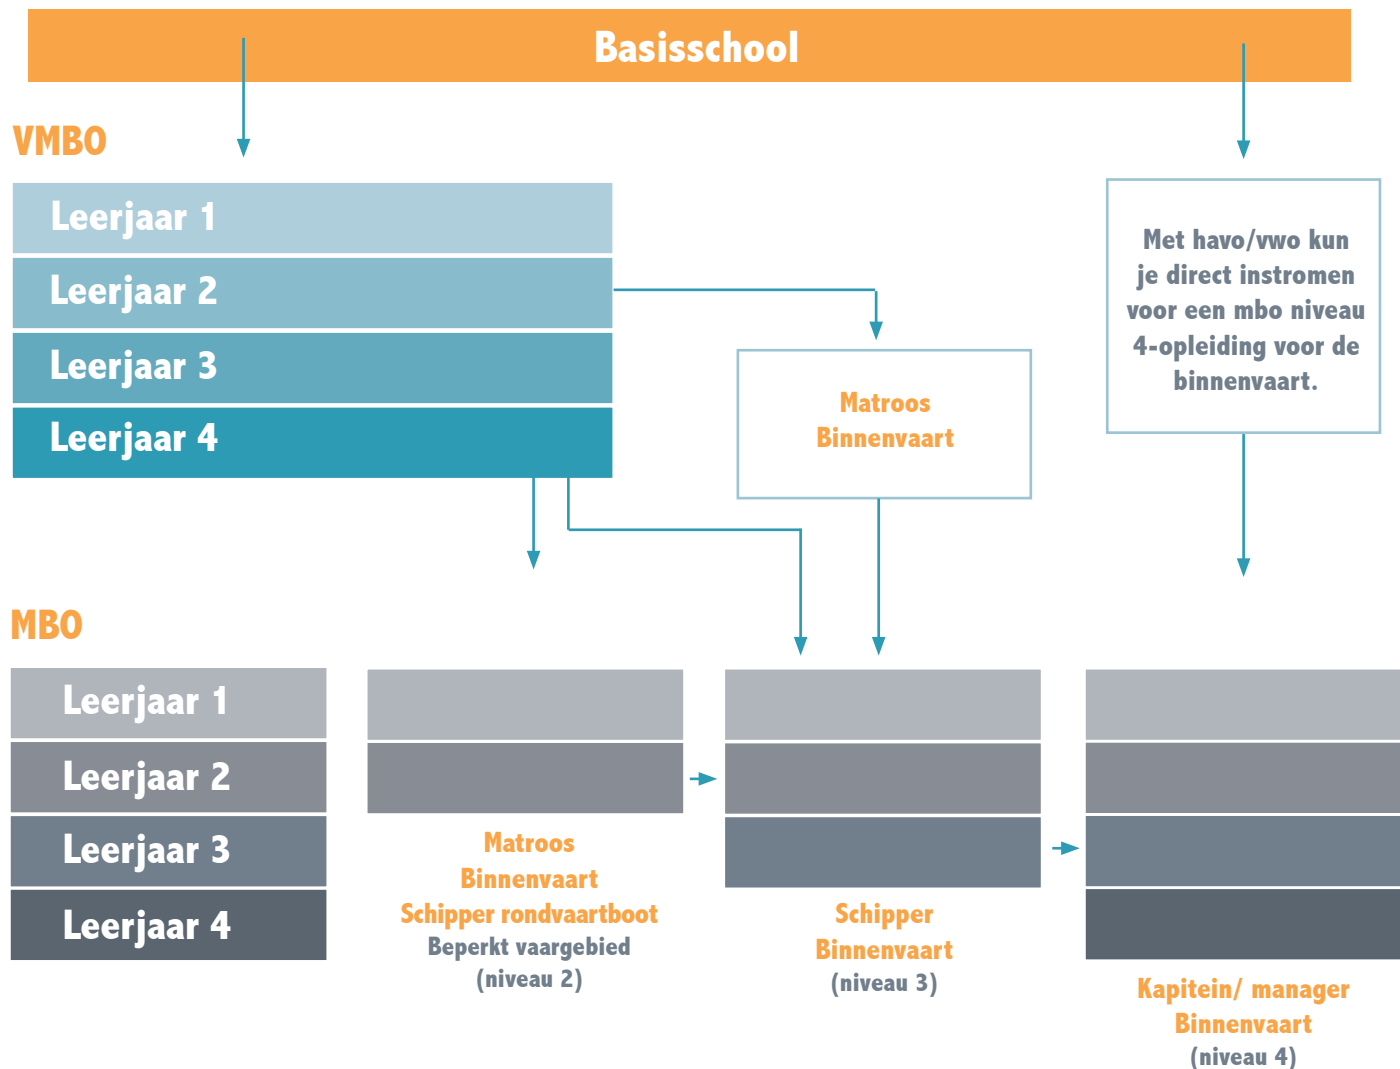 Basisschool
VMBO
Leerjaar 1
Leerjaar 2
Leerjaar 3
Leerjaar 4
Matroos
Binnenvaart
Met havo/vwo kun
je direct instromen
voor een mbo niveau
4-opleiding voor de
binnenvaart.
MBO
Leerjaar 1
Leerjaar 2
Leerjaar 3
Leerjaar 4
Matroos
Binnenvaart
Schipper rondvaartboot
Beperkt vaargebied
(niveau 2)
Schipper
Binnenvaart
(niveau 3)
Kapitein/ manager
Binnenvaart
(niveau 4)